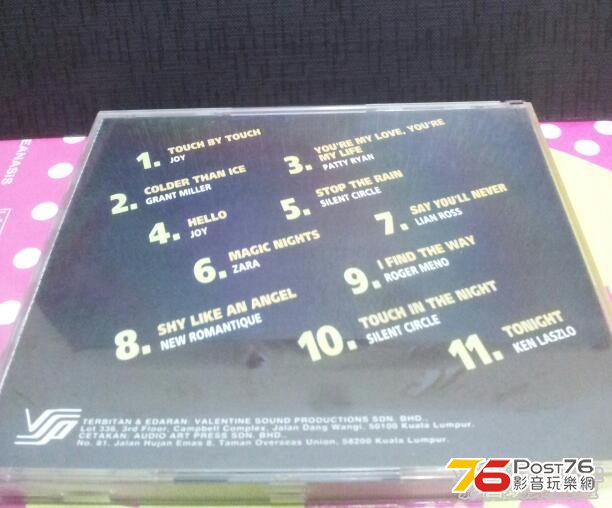 1. TOUCH BY TOUCH
JOY
2. COLDER THAN ICE
GRANT MILLER
3. YOU'RE MY LOVE, YOU'RE
MY LIFE
PATTY RYAN
4. HELLO
JOY
5. STOP THE RAIN
SILENT CIRCLE
6. MAGIC NIGHTS
ZARA
7. SAY YOU'LL NEVER
LIAN ROSS
8. SHY LIKE AN ANGEL
NEW ROMANTIQUE
9. I FIND THE WAY
ROGER MENO
10. TOUCH IN THE NIGHT
SILENT CIRCLE
11. TONIGHT
KEN LASZLO
VSP
TERBITAN & EDARAN: VALENTINE SOUND PRODUCTIONS SDN. BHD.,
Lot 336, 3rd Floor, Campbell Complex, Jalan Dang Wangi, 50100 Kuala Lumpur.
CETAKAN: AUDIO ART PRESS SDN. BHD.,
No. 81, Jalan Hujan Emas 8, Taman Overseas Union, 58200 Kuala Lumpur.
EANASIS
76 Post76
影音玩樂網